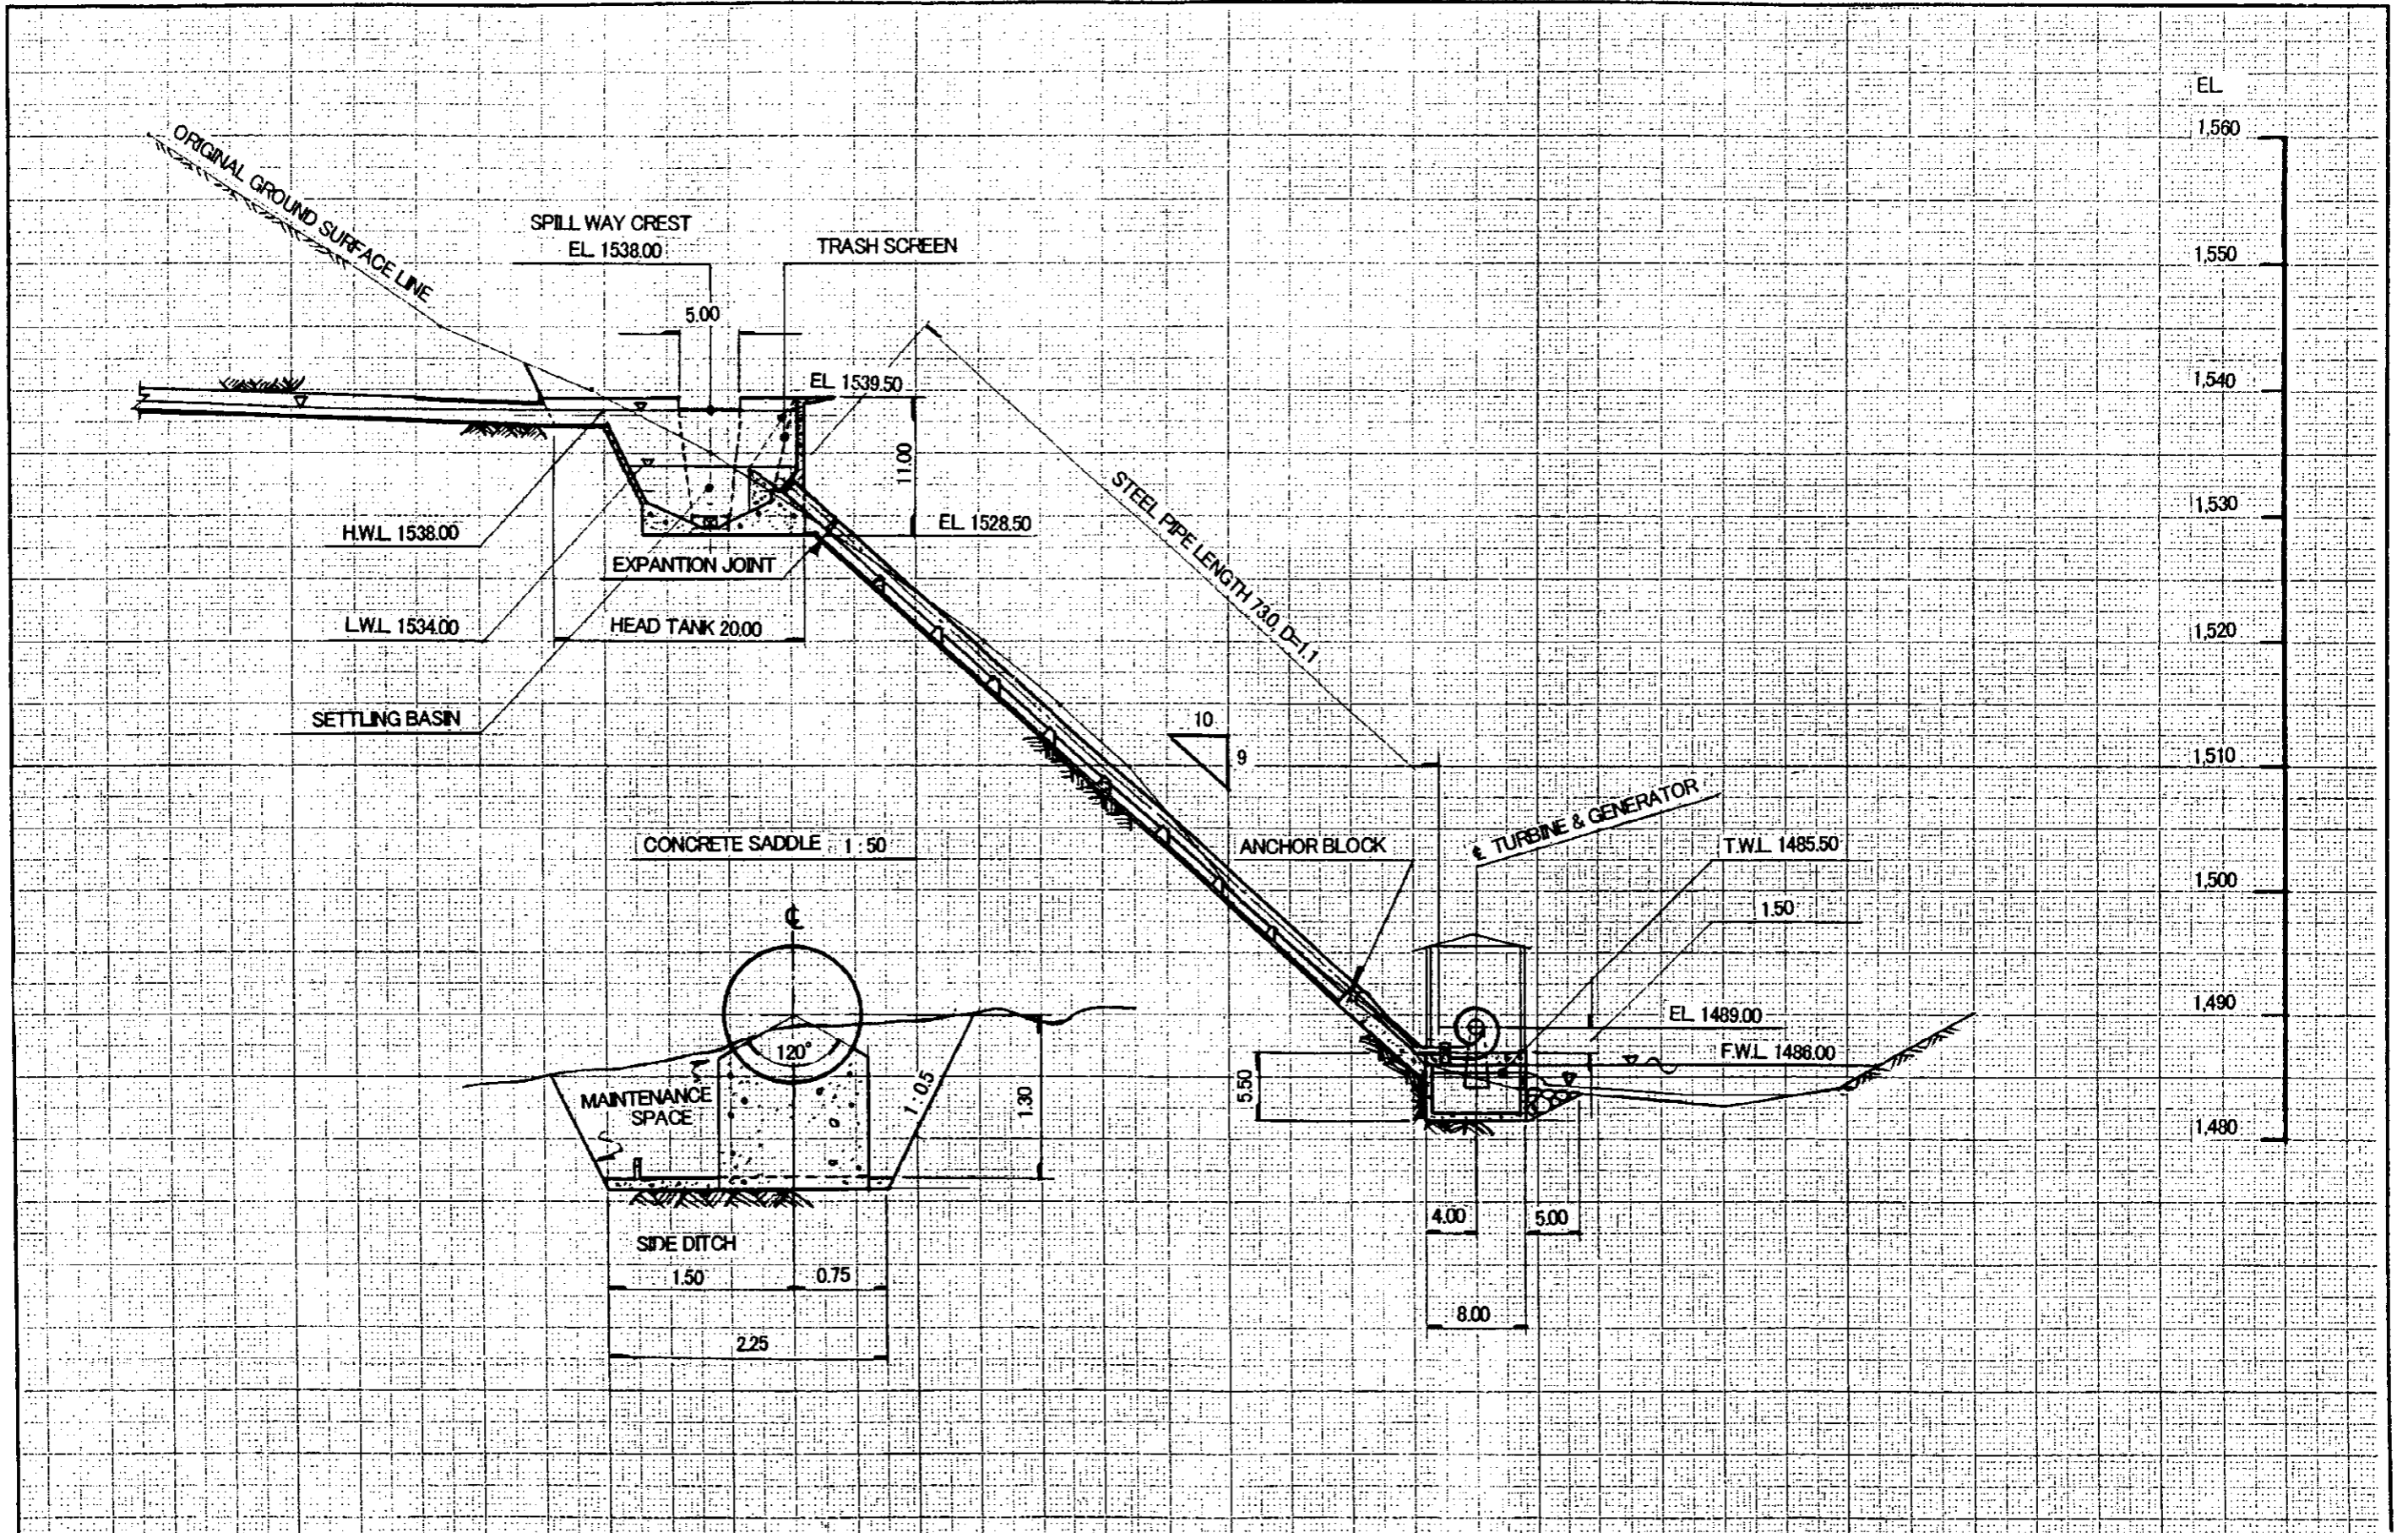 EL
1,560
ORIGINAL GROUND SURFACE LINE
SPILL WAY CREST
EL. 1538.00
TRASH SCREEN
1,550
5.00
EL. 1539.50
1,540
11.00
STEEL PIPE LENGTH 73.0, D=1.1
H.W.L. 1538.00
EL. 1528.50
1,530
EXPANTION JOINT
L.W.L. 1534.00
HEAD TANK 20.00
1,520
SETTLING BASIN
10
9
1,510
℄ TURBINE & GENERATOR
CONCRETE SADDLE 1:50
ANCHOR BLOCK
T.W.L. 1485.50
1,500
1.50
℄
1,490
EL. 1489.00
120°
F.W.L. 1486.00
1:0.5
1.30
5.50
MAINTENANCE
SPACE
1,480
4.00
5.00
SIDE DITCH
1.50
0.75
8.00
2.25